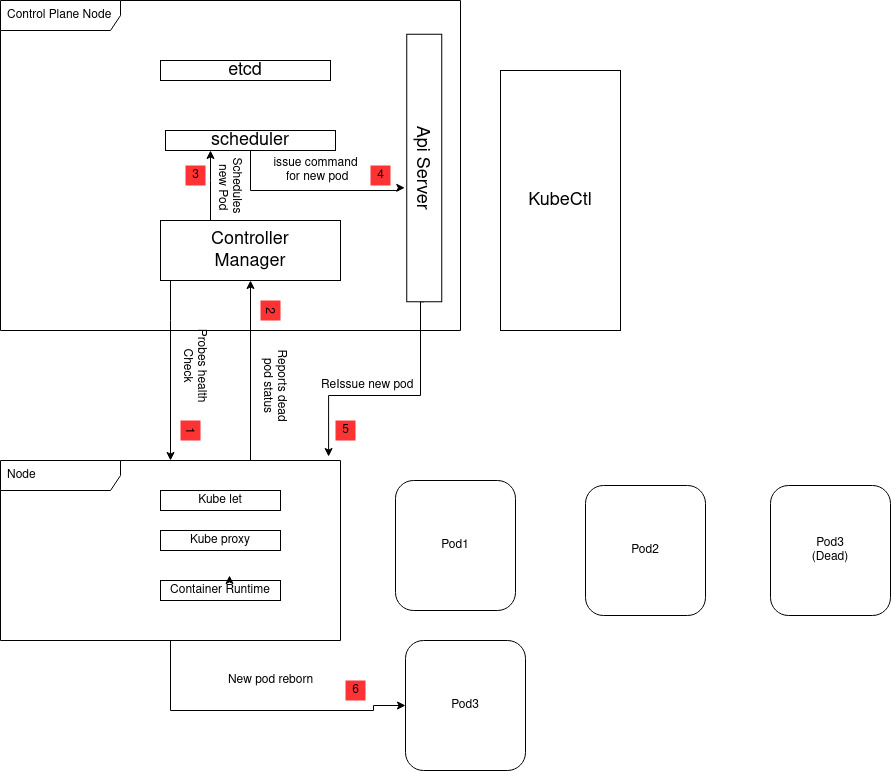 Control Plane Node
etcd
scheduler
Api Server
KubeCtl
3
Schedules
new Pod
issue command
for new pod
4
Controller
Manager
2
Probes health
Check
Reports dead
pod status
ReIssue new pod
1
5
Node
Kube let
Kube proxy
Container Runtime
Pod1
Pod2
Pod3
(Dead)
New pod reborn
6
Pod3